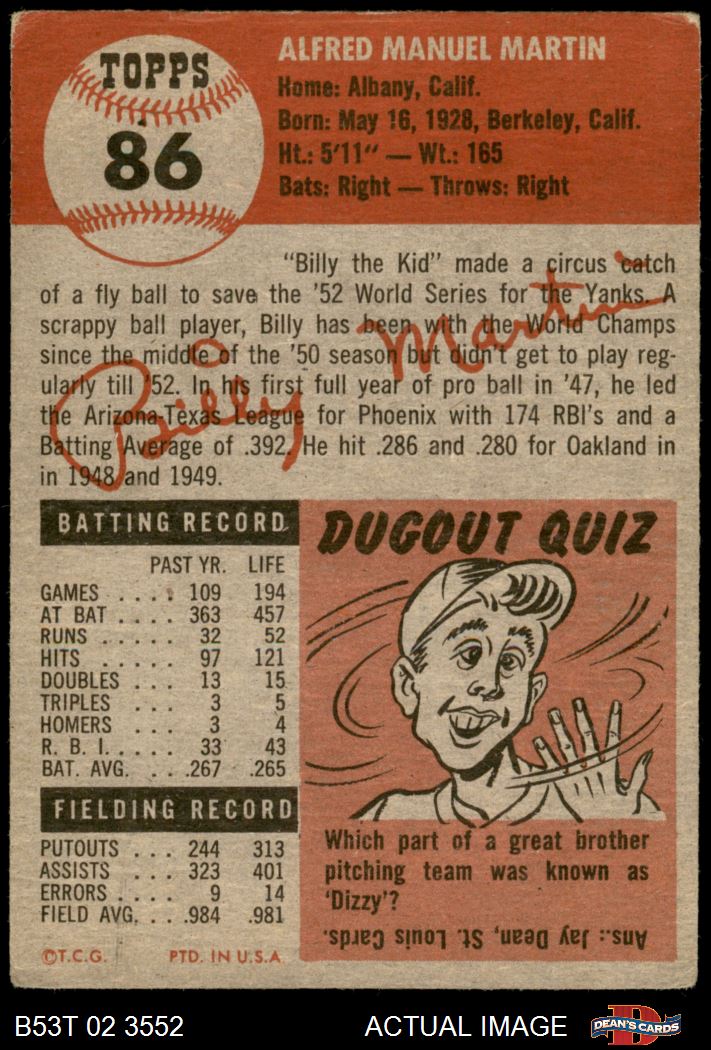 TOPPS
86
ALFRED MANUEL MARTIN
Home: Albany, Calif.
Born: May 16, 1928, Berkeley, Calif.
Ht.: 5'11" — Wt.: 165
Bats: Right — Throws: Right
"Billy the Kid" made a circus catch
of a fly ball to save the '52 World Series for the Yanks. A
scrappy ball player, Billy has been with the World Champs
since the middle of the '50 season but didn't get to play reg-
ularly till '52. In his first full year of pro ball in '47, he led
the Arizona-Texas League for Phoenix with 174 RBI's and a
Batting Average of .392. He hit .286 and .280 for Oakland in
in 1948 and 1949.
Billy Martin
BATTING RECORD
PAST YR. LIFE
GAMES .... 109 194
AT BAT .... 363 457
RUNS ..... 32 52
HITS ..... 97 121
DOUBLES ... 13 15
TRIPLES ... 3 5
HOMERS ... 3 4
R. B. I. .... 33 43
BAT. AVG. ... .267 .265
FIELDING RECORD
PUTOUTS ... 244 313
ASSISTS ... 323 401
ERRORS .... 9 14
FIELD AVG. ... .984 .981
©T.C.G. PTD. IN U.S.A.
DUGOUT QUIZ
Which part of a great brother
pitching team was known as
'Dizzy'?
Ans.: Jay Dean, St. Louis Cards.
B53T 02 3552 ACTUAL IMAGE
D
DEAN'S CARDS